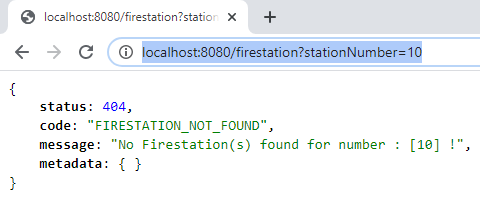 localhost:8080/firestation?station
localhost:8080/firestation?stationNumber=10
{
status: 404,
code: "FIRESTATION_NOT_FOUND",
message: "No Firestation(s) found for number : [10] !",
metadata: { }
}